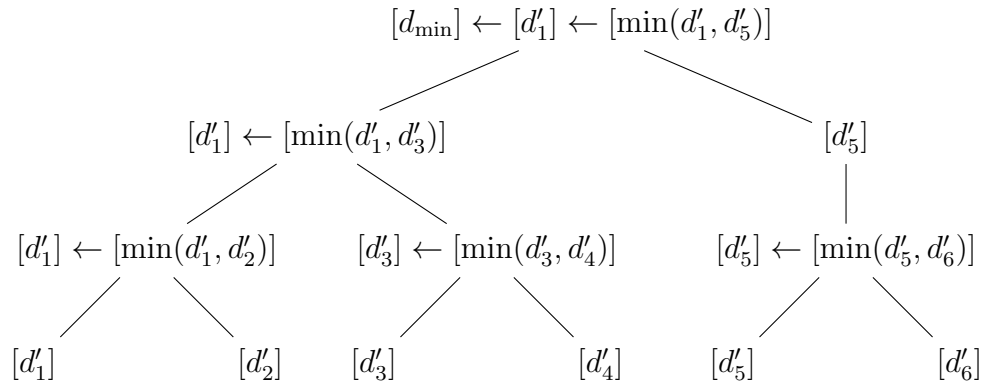 [d_min] ← [d′_1] ← [min(d′_1, d′_5)]
[d′_1] ← [min(d′_1, d′_3)] [d′_5]
[d′_1] ← [min(d′_1, d′_2)] [d′_3] ← [min(d′_3, d′_4)] [d′_5] ← [min(d′_5, d′_6)]
[d′_1] [d′_2] [d′_3] [d′_4] [d′_5] [d′_6]